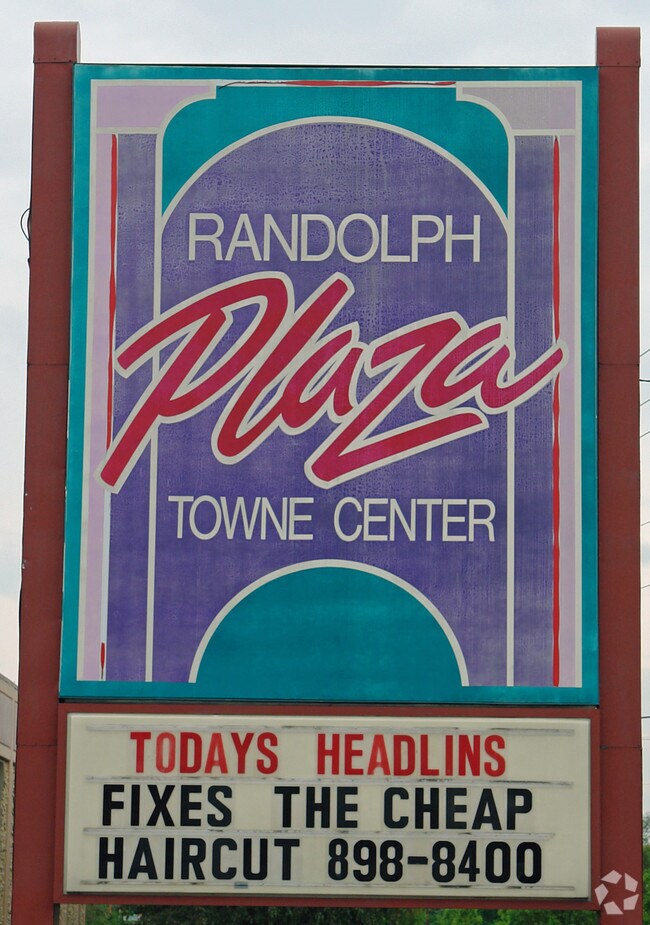 RANDOLPH
Plaza
TOWNE CENTER
TODAYS HEADLINS
FIXES THE CHEAP
HAIRCUT 898-8400